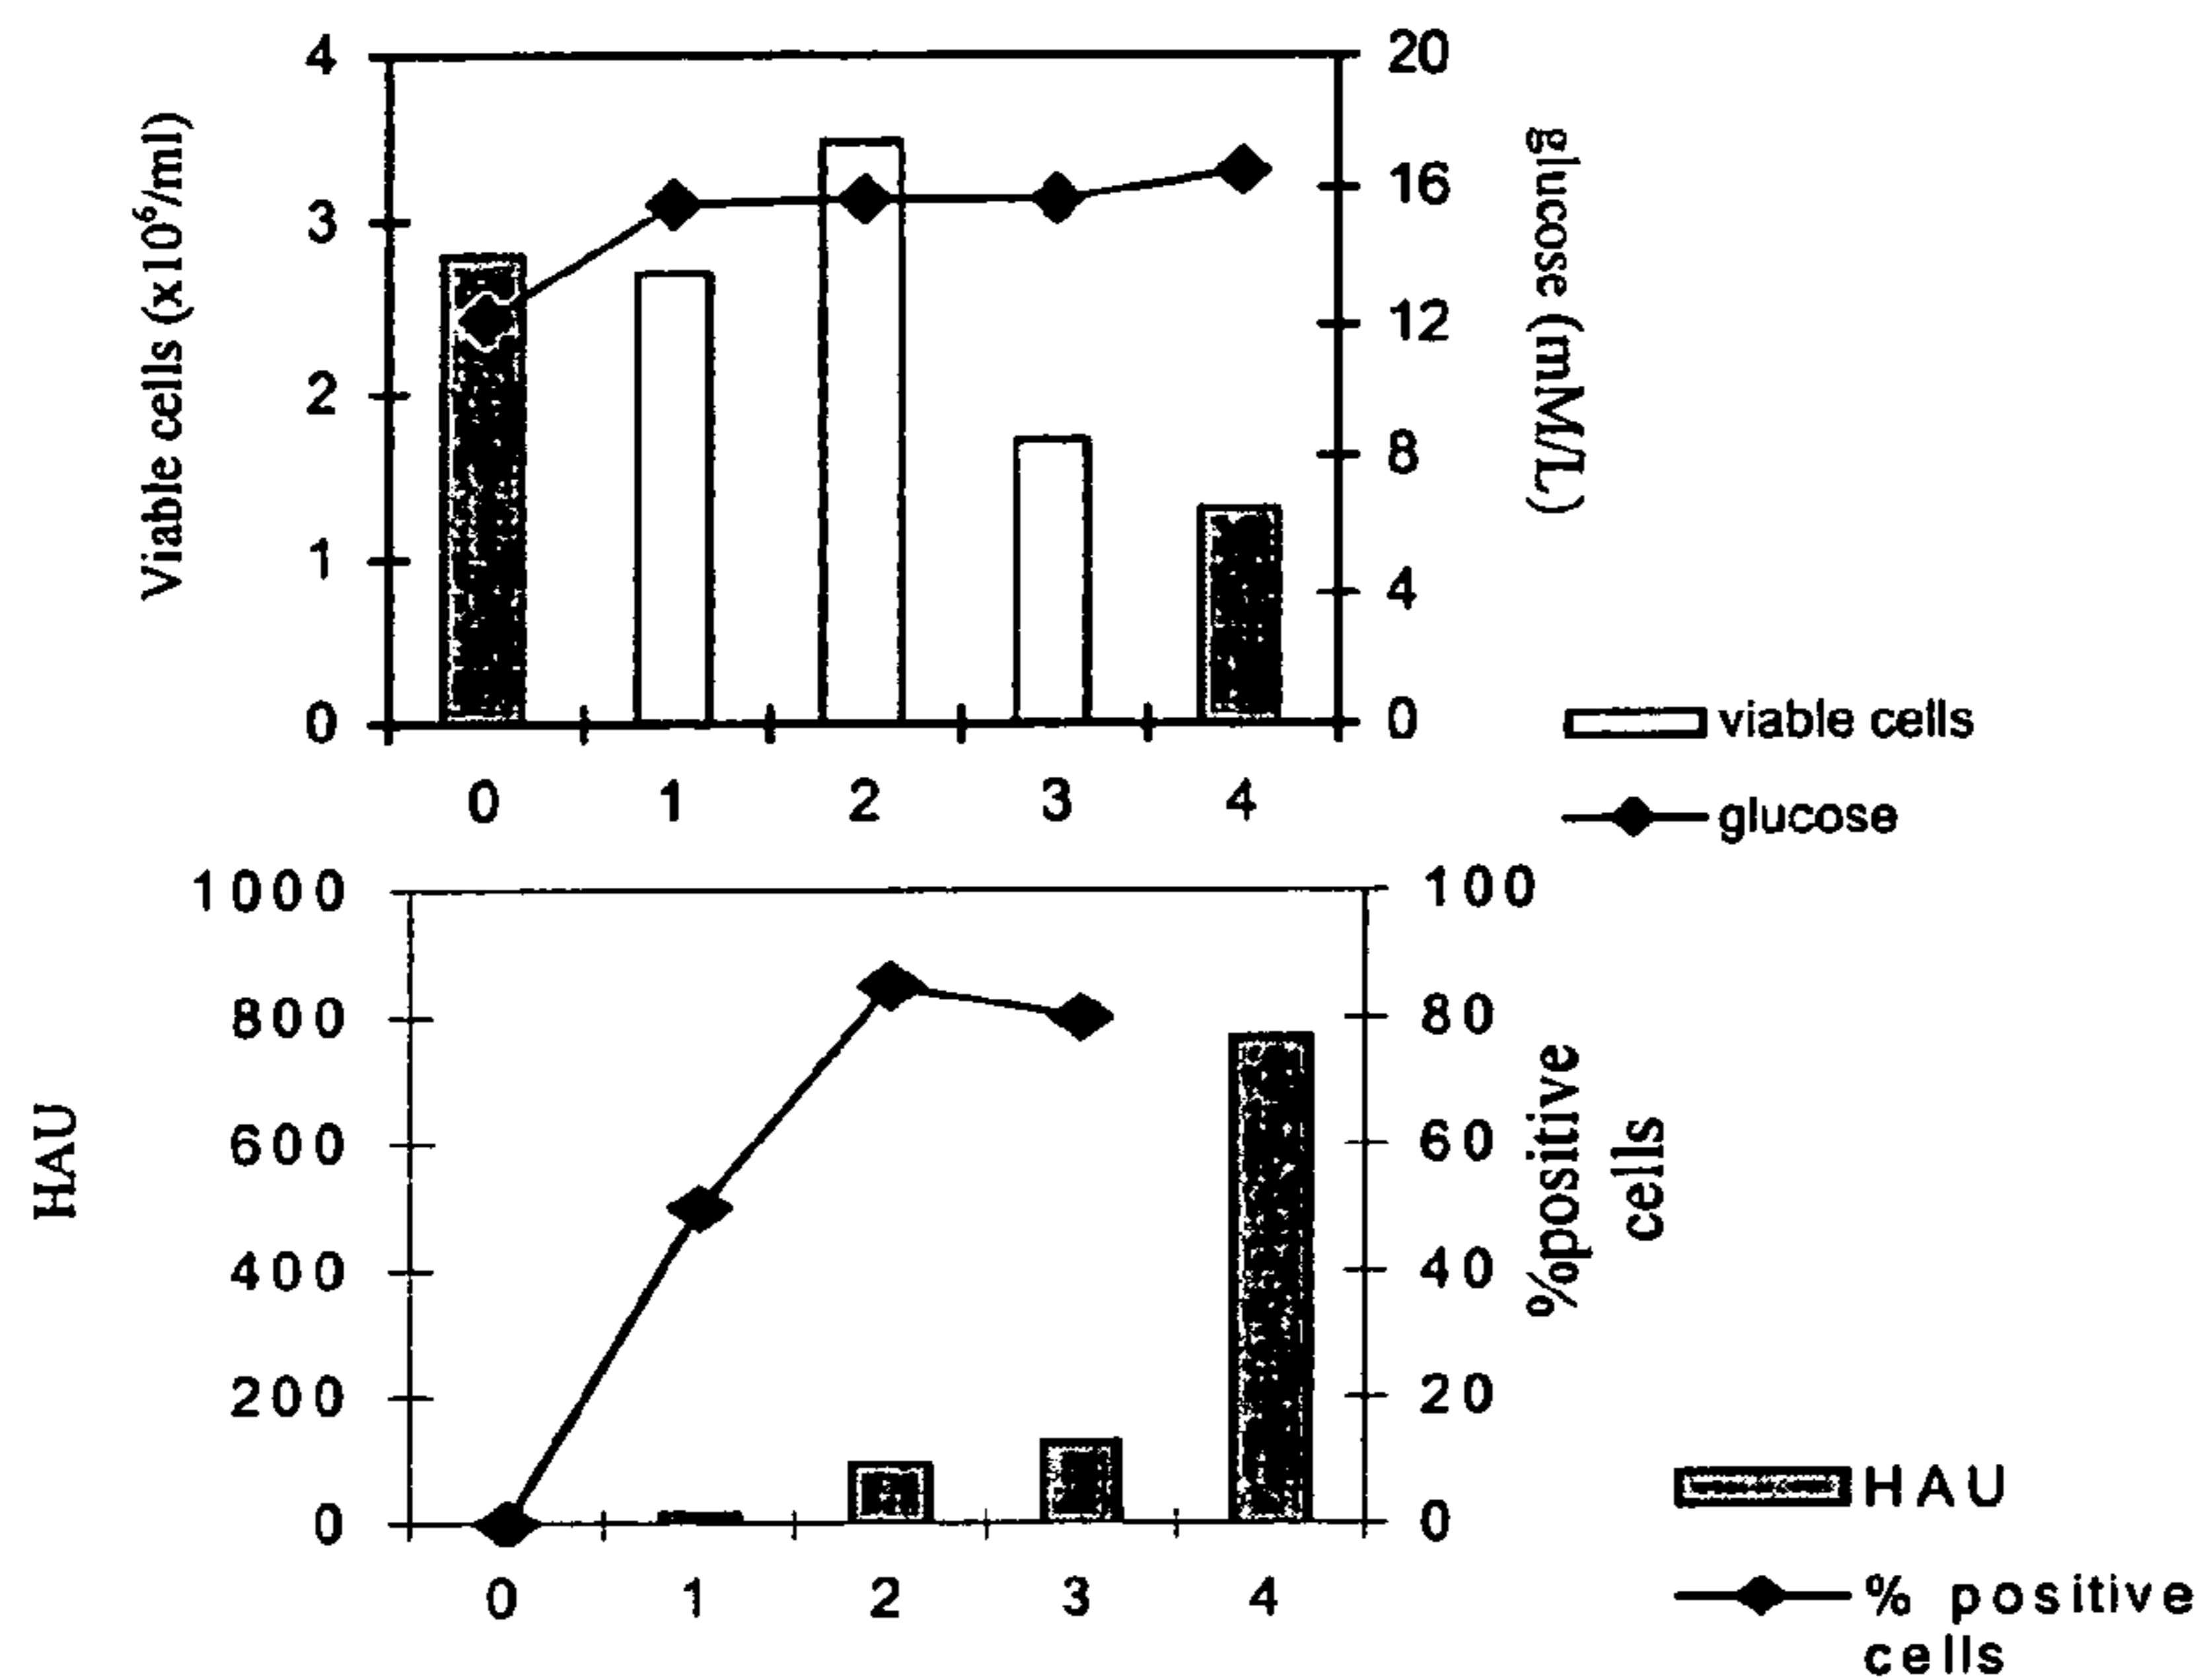 4
3
2
1
0
Viable cells (x10⁶/ml)
20
16
12
8
4
0
glucose (mM/L)
0 1 2 3 4
viable cells
glucose
1000
800
600
400
200
0
HAU
100
80
60
40
20
0
%positive
cells
0 1 2 3 4
HAU
% positive
cells